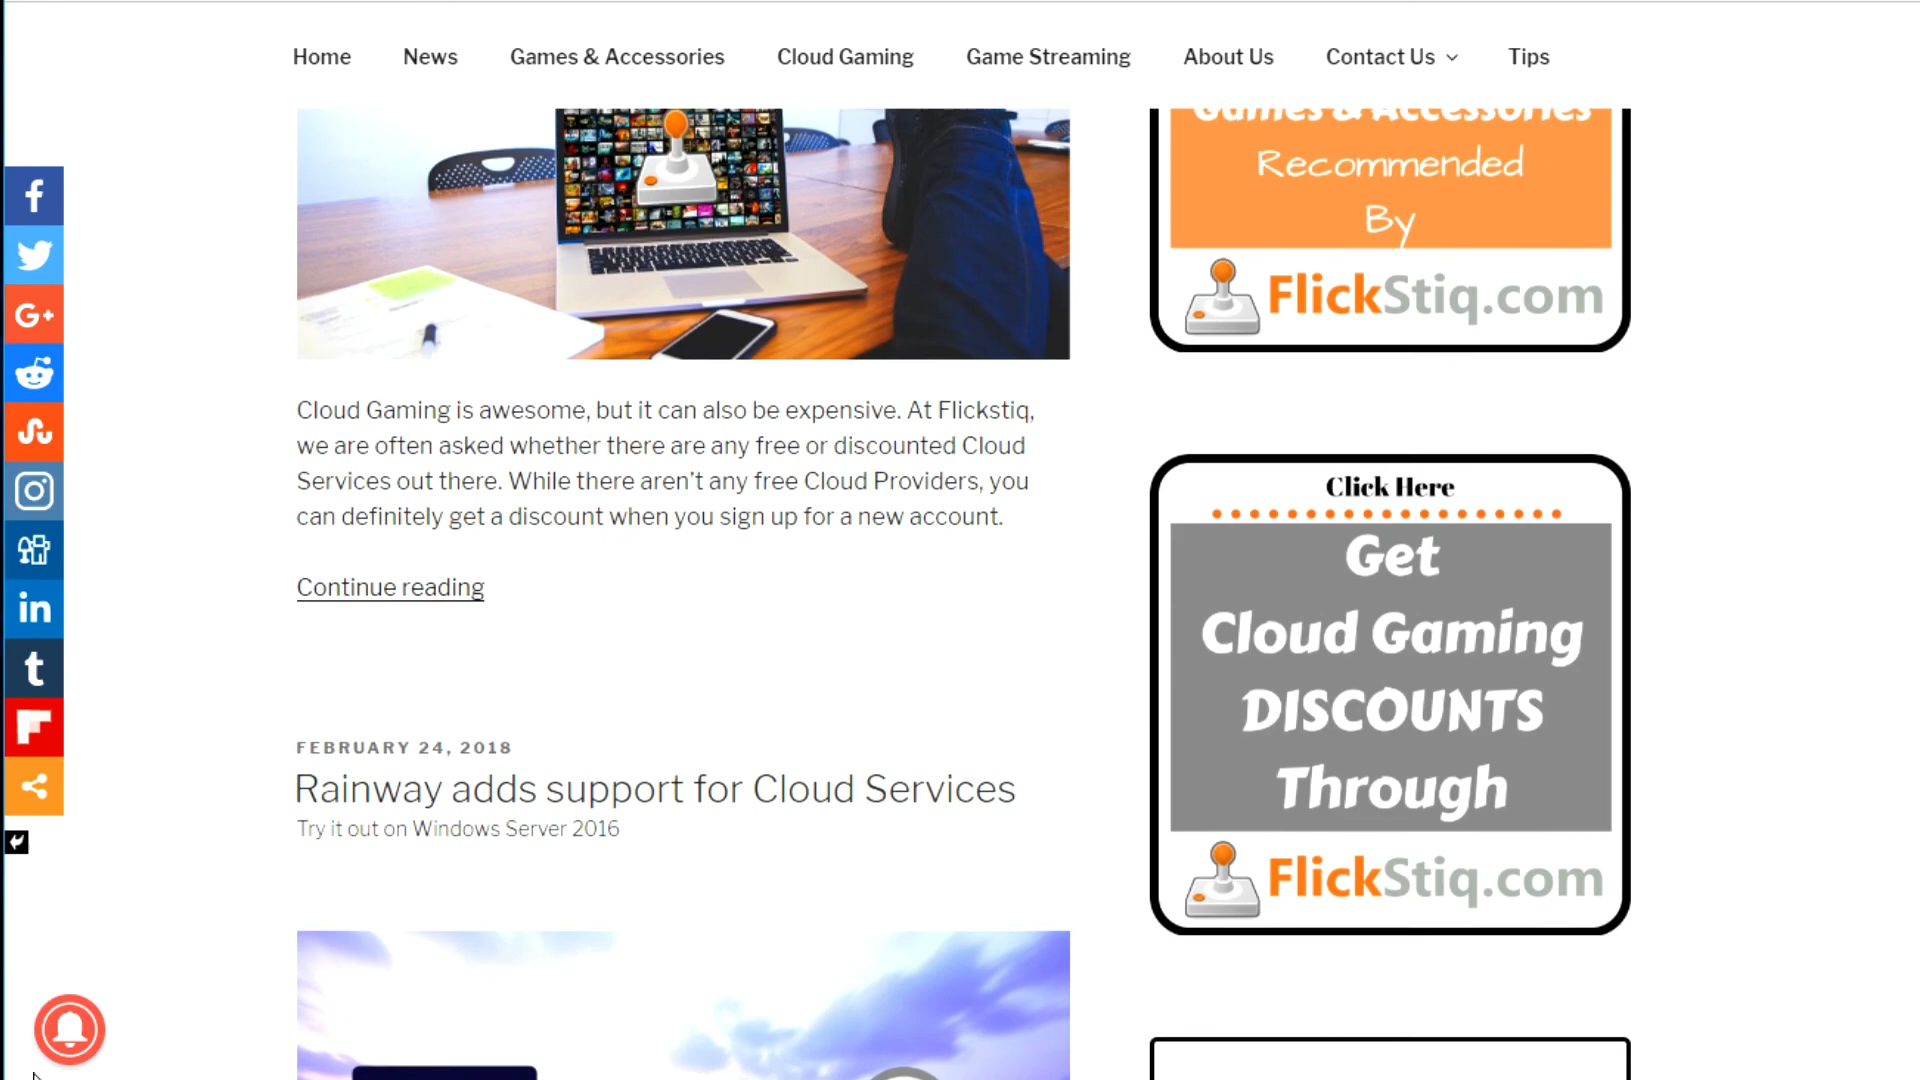 Home News Games & Accessories Cloud Gaming Game Streaming About Us Contact Us Tips
Games & Accessories
Recommended
By
FlickStiq.com
Cloud Gaming is awesome, but it can also be expensive. At Flickstiq,
we are often asked whether there are any free or discounted Cloud
Services out there. While there aren't any free Cloud Providers, you
can definitely get a discount when you sign up for a new account.
Continue reading
Click Here
Get
Cloud Gaming
DISCOUNTS
Through
FlickStiq.com
FEBRUARY 24, 2018
Rainway adds support for Cloud Services
Try it out on Windows Server 2016